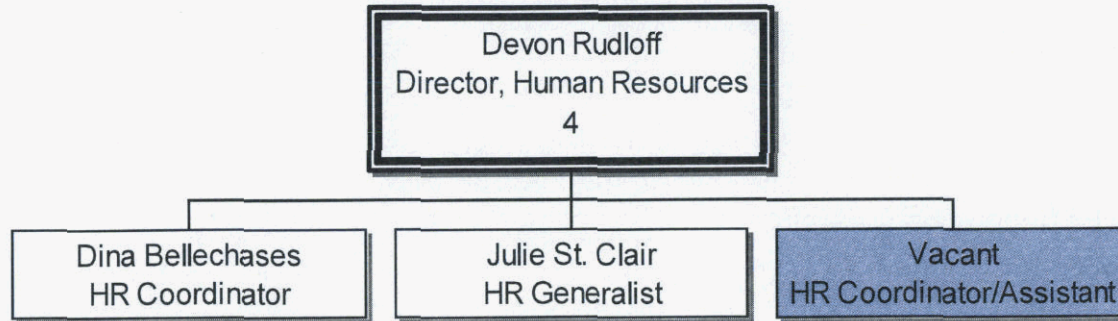 Devon Rudloff
Director, Human Resources
4
Dina Bellechases
HR Coordinator
Julie St. Clair
HR Generalist
Vacant
HR Coordinator/Assistant